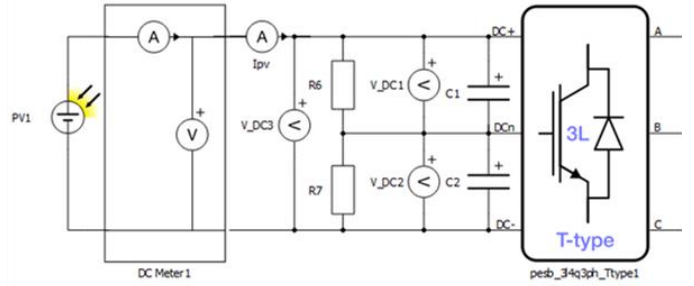 A
A
Ipv
DC+
A
R6
V_DC1
<
C1
+
PV1
+
V
V_DC3
+
<
DCn
3L
B
R7
V_DC2
+
<
C2
+
DC-
T-type
C
DC Meter1
pesb_3l4q3ph_Ttype1